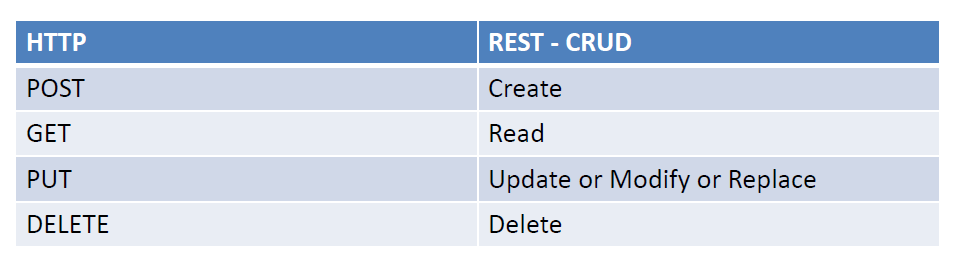 HTTP REST - CRUD
POST Create
GET Read
PUT Update or Modify or Replace
DELETE Delete